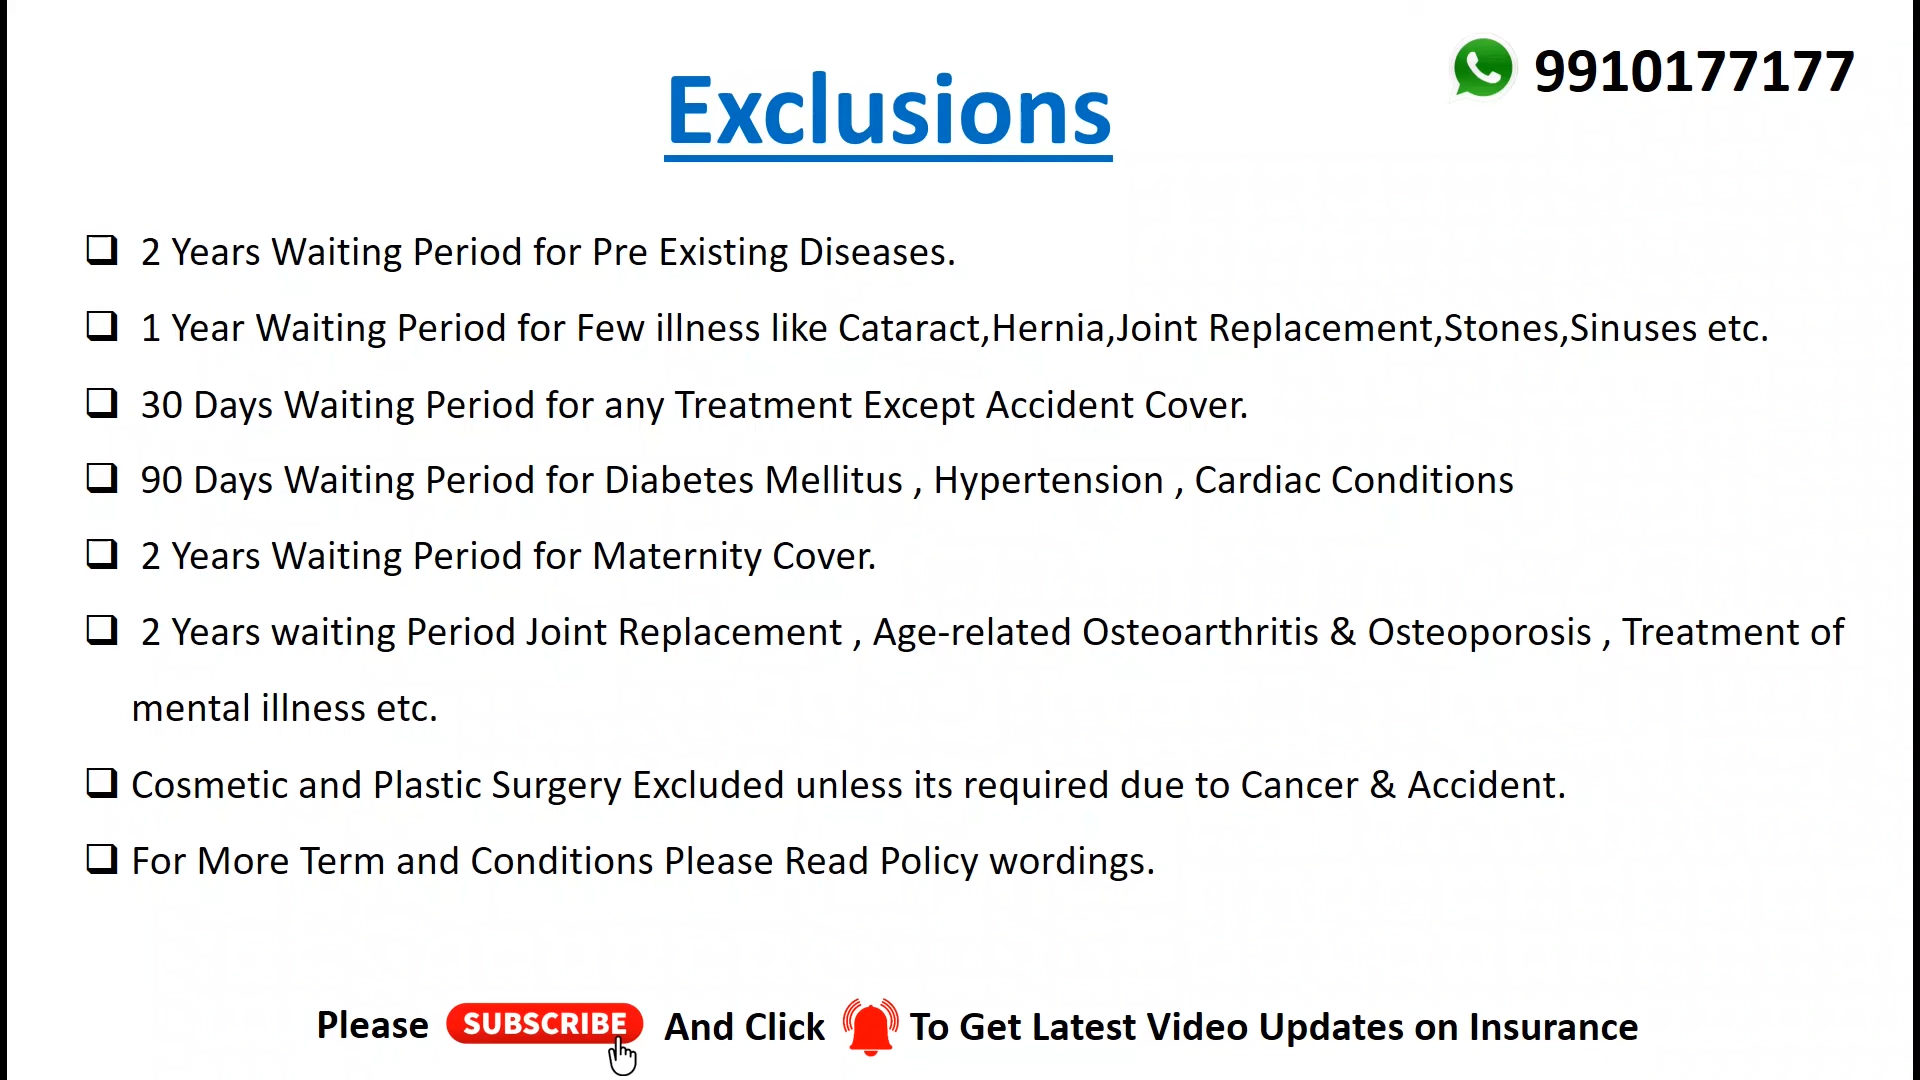 9910177177
Exclusions
2 Years Waiting Period for Pre Existing Diseases.
1 Year Waiting Period for Few illness like Cataract,Hernia,Joint Replacement,Stones,Sinuses etc.
30 Days Waiting Period for any Treatment Except Accident Cover.
90 Days Waiting Period for Diabetes Mellitus , Hypertension , Cardiac Conditions
2 Years Waiting Period for Maternity Cover.
2 Years waiting Period Joint Replacement , Age-related Osteoarthritis & Osteoporosis , Treatment of
mental illness etc.
Cosmetic and Plastic Surgery Excluded unless its required due to Cancer & Accident.
For More Term and Conditions Please Read Policy wordings.
Please SUBSCRIBE And Click To Get Latest Video Updates on Insurance